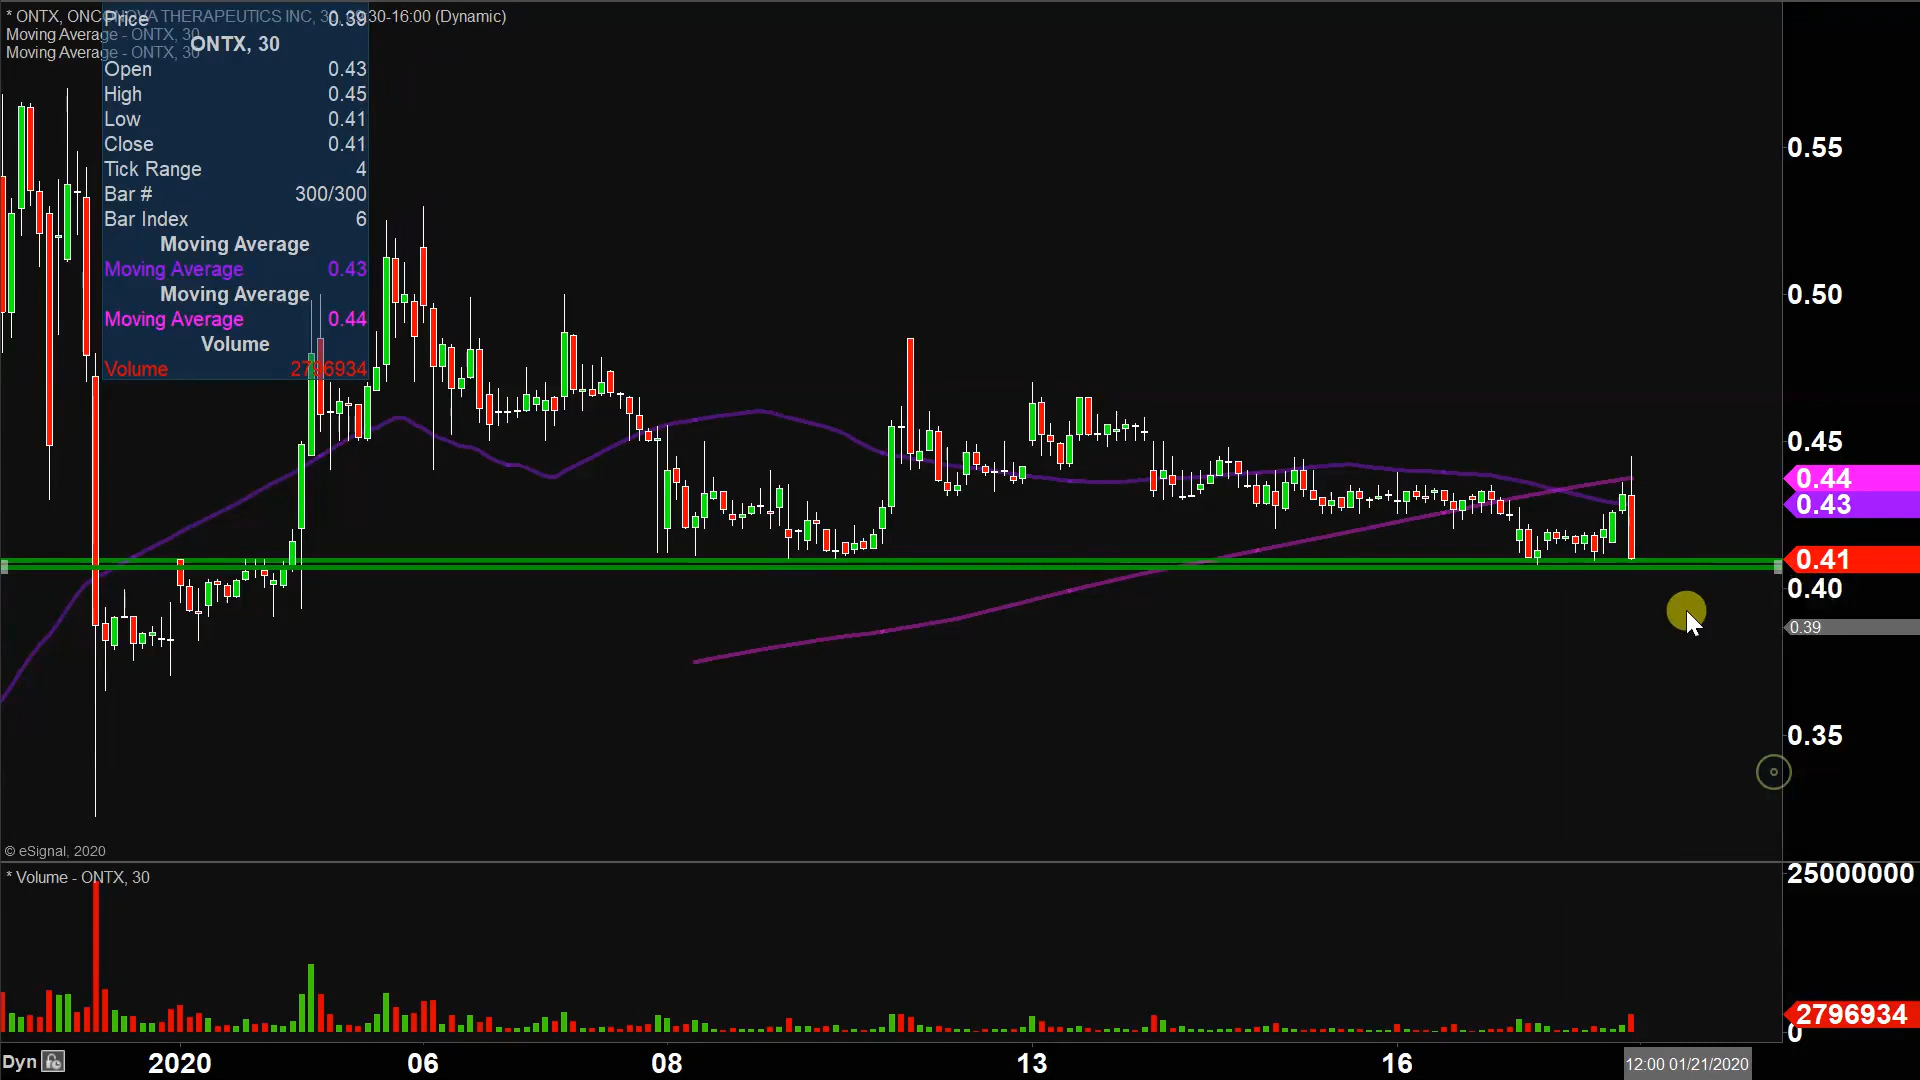 * ONTX, ONCONOVA THERAPEUTICS INC, 30, 09:30-16:00 (Dynamic)
Moving Average - ONTX, 30
Moving Average - ONTX, 30
Price 0.39
ONTX, 30
Open 0.43
High 0.45
Low 0.41
Close 0.41
Tick Range 4
Bar # 300/300
Bar Index 6
Moving Average
Moving Average 0.43
Moving Average
Moving Average 0.44
Volume
Volume 2796934
0.55
0.50
0.45
0.44
0.43
0.41
0.40
0.39
0.35
© eSignal, 2020
* Volume - ONTX, 30
25000000
2796934
0
Dyn
2020 06 08 13 16 12:00 01/21/2020